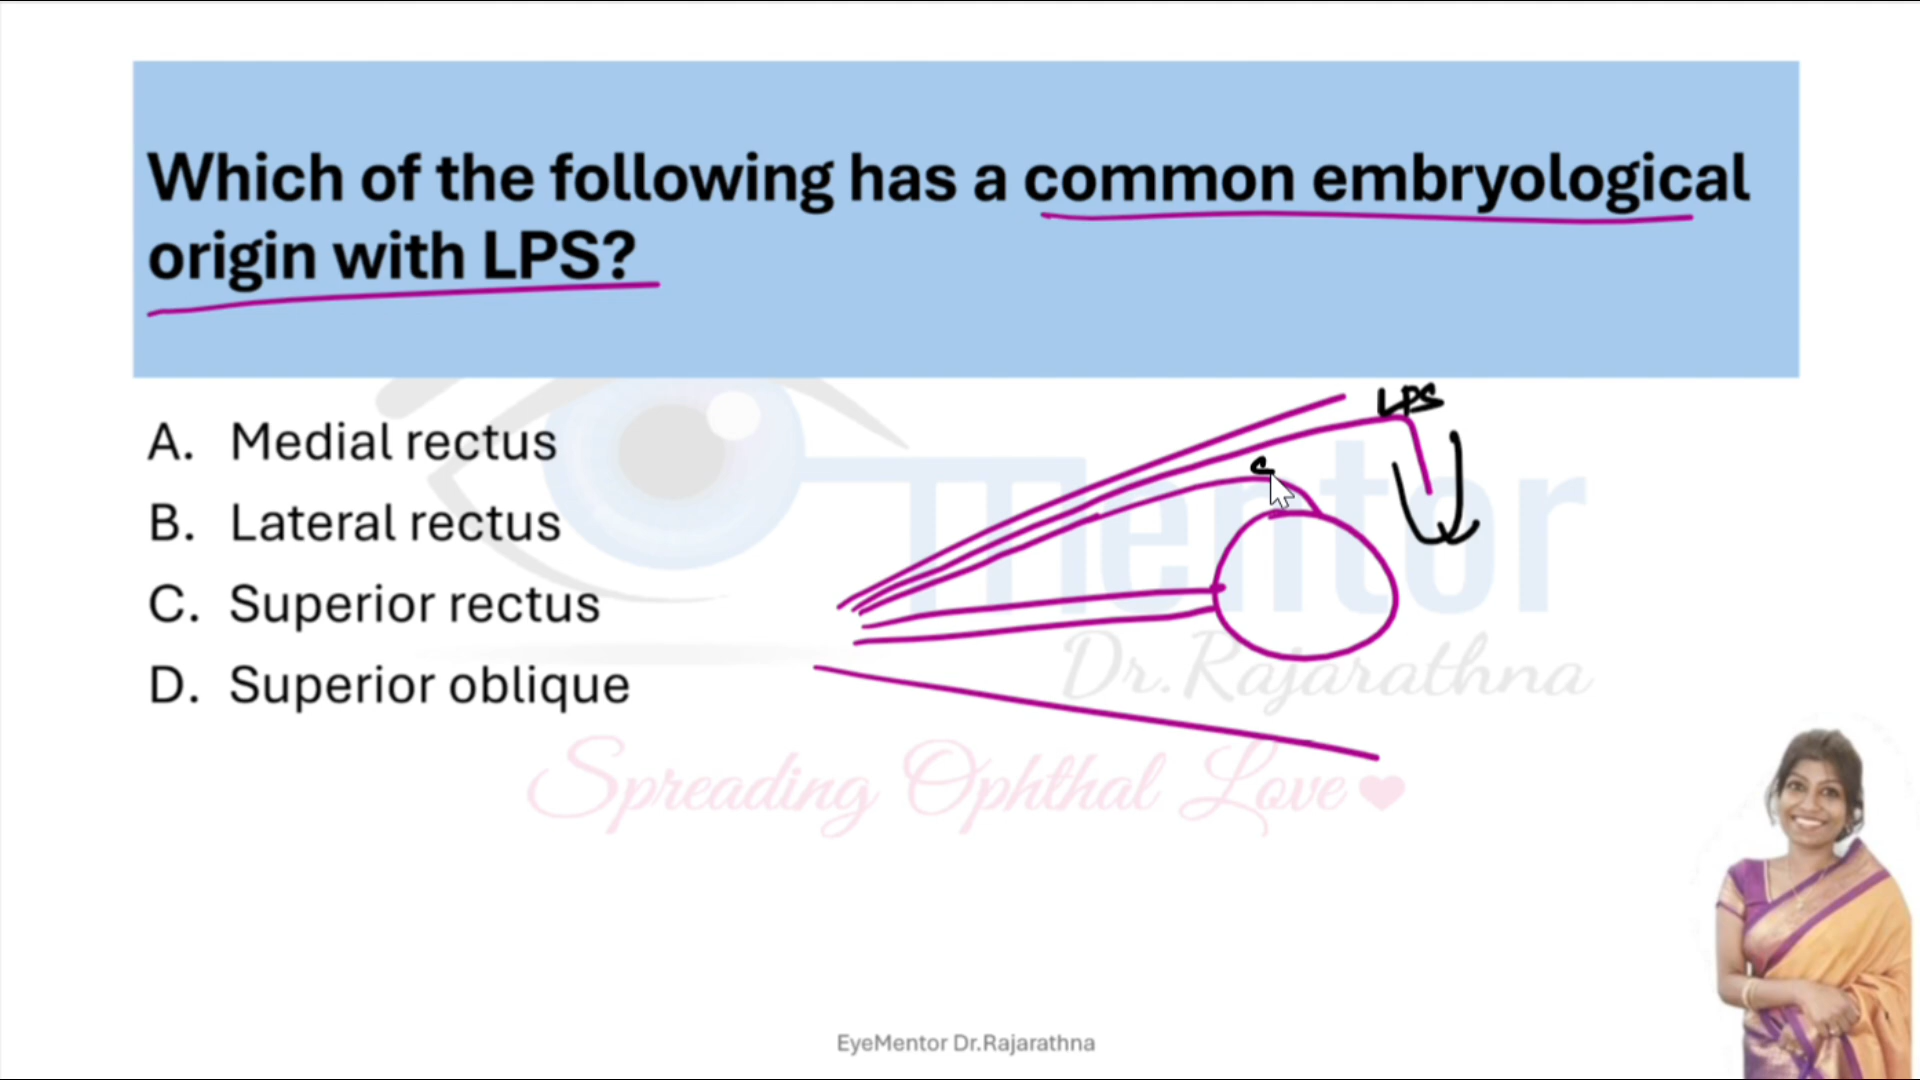 Which of the following has a common embryological
origin with LPS?
LPS
A. Medial rectus
B. Lateral rectus
C. Superior rectus
D. Superior oblique
mentor
Dr.Rajarathna
Spreading Ophthal Love
EyeMentor Dr.Rajarathna